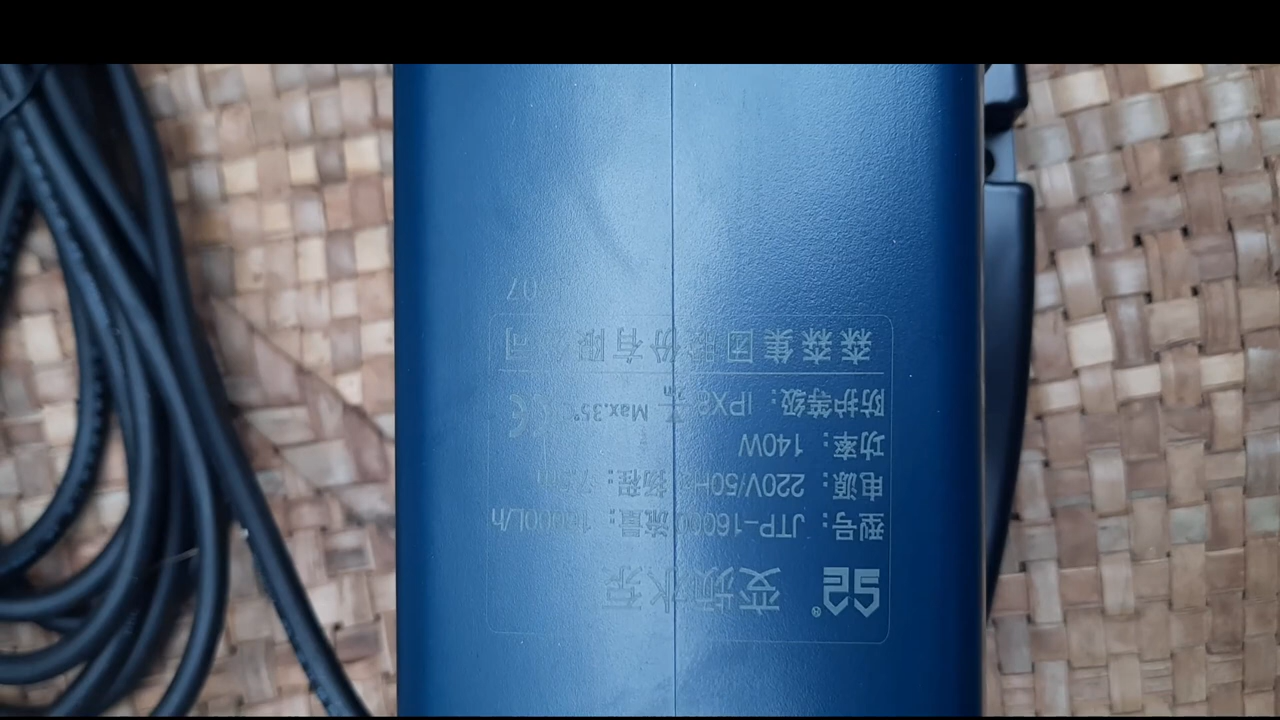 变频水泵
型号：JTP-16000 流量：16000L/h
电源：220V/50Hz 扬程：7.5m
功率：140W
防护等级：IPX8 Max.35°
森森集团股份有限公司
07